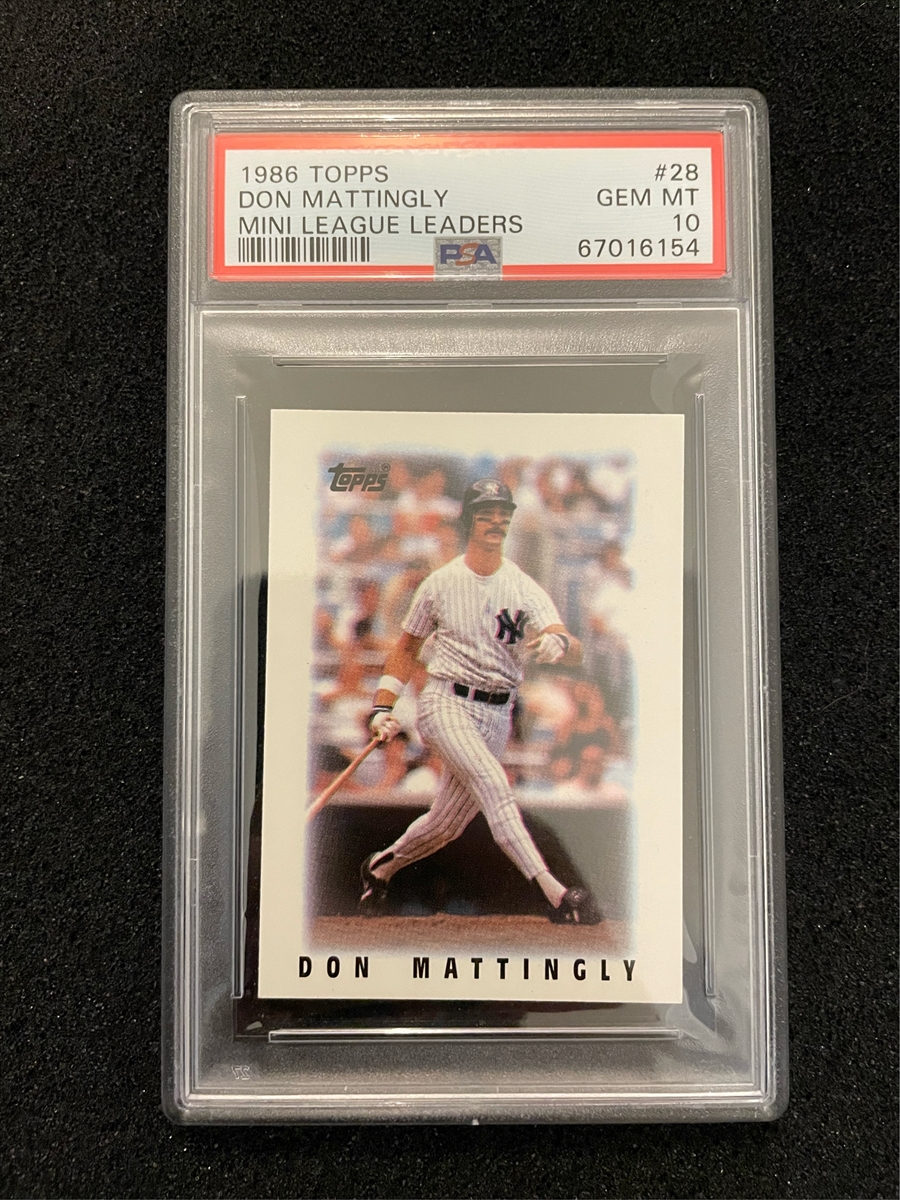 1986 TOPPS #28
DON MATTINGLY GEM MT
MINI LEAGUE LEADERS 10
PSA 67016154
Topps®
NY
DON MATTINGLY